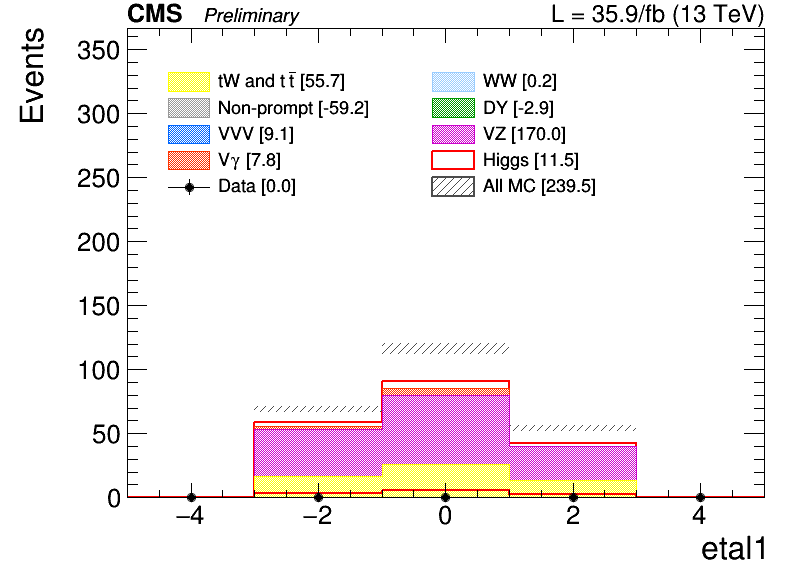 CMS Preliminary L = 35.9/fb (13 TeV)
Events
350
300
250
200
150
100
50
0
tW and t t̅ [55.7]
Non-prompt [-59.2]
VVV [9.1]
Vγ [7.8]
Data [0.0]
WW [0.2]
DY [-2.9]
VZ [170.0]
Higgs [11.5]
All MC [239.5]
−4 −2 0 2 4
etal1